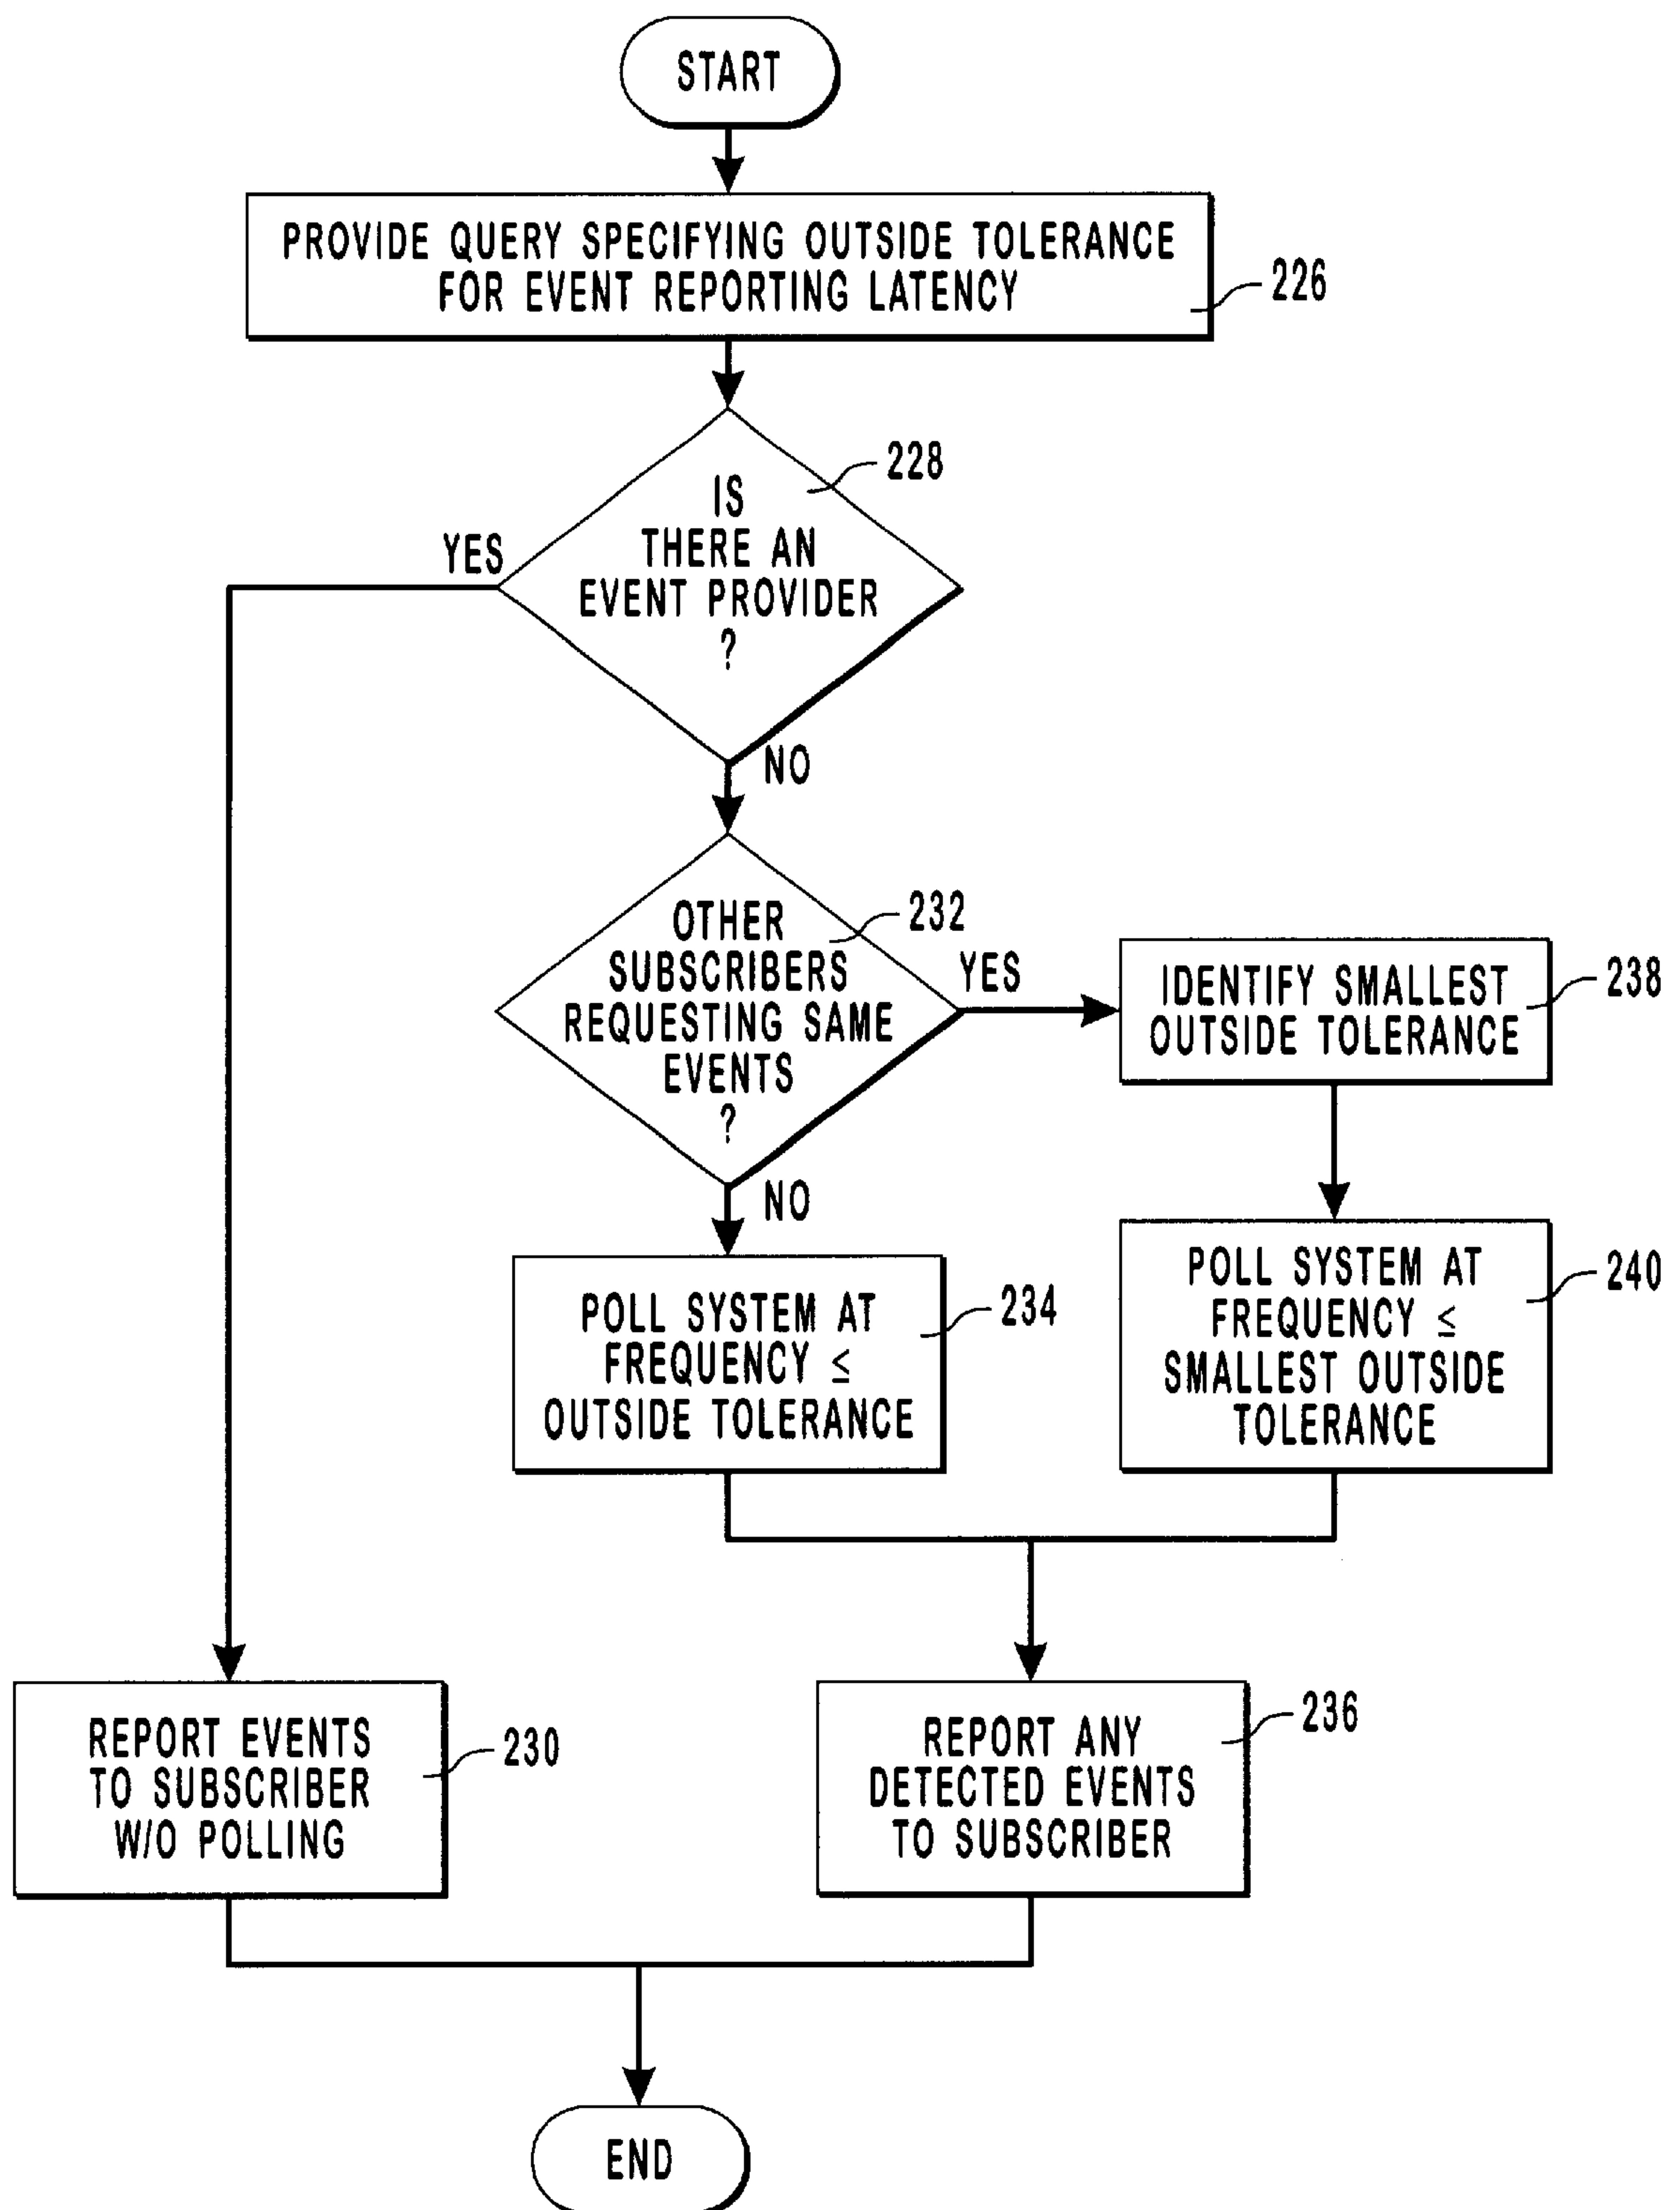 START
PROVIDE QUERY SPECIFYING OUTSIDE TOLERANCE
FOR EVENT REPORTING LATENCY
226
228
IS
THERE AN
EVENT PROVIDER
?
YES
NO
232
OTHER
SUBSCRIBERS
REQUESTING SAME
EVENTS
?
YES
NO
IDENTIFY SMALLEST
OUTSIDE TOLERANCE
238
POLL SYSTEM AT
FREQUENCY ≤
OUTSIDE TOLERANCE
234
POLL SYSTEM AT
FREQUENCY ≤
SMALLEST OUTSIDE
TOLERANCE
240
REPORT EVENTS
TO SUBSCRIBER
W/O POLLING
230
REPORT ANY
DETECTED EVENTS
TO SUBSCRIBER
236
END